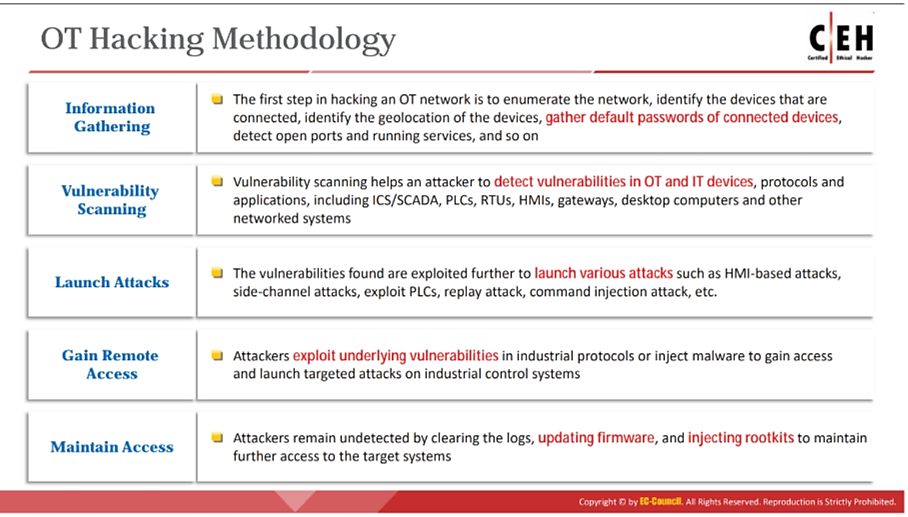 OT Hacking Methodology
C|EH
Certified Ethical Hacker
Information
Gathering
The first step in hacking an OT network is to enumerate the network, identify the devices that are
connected, identify the geolocation of the devices, gather default passwords of connected devices,
detect open ports and running services, and so on
Vulnerability
Scanning
Vulnerability scanning helps an attacker to detect vulnerabilities in OT and IT devices, protocols and
applications, including ICS/SCADA, PLCs, RTUs, HMIs, gateways, desktop computers and other
networked systems
Launch Attacks
The vulnerabilities found are exploited further to launch various attacks such as HMI-based attacks,
side-channel attacks, exploit PLCs, replay attack, command injection attack, etc.
Gain Remote
Access
Attackers exploit underlying vulnerabilities in industrial protocols or inject malware to gain access
and launch targeted attacks on industrial control systems
Maintain Access
Attackers remain undetected by clearing the logs, updating firmware, and injecting rootkits to maintain
further access to the target systems
Copyright © by EC-Council. All Rights Reserved. Reproduction is Strictly Prohibited.